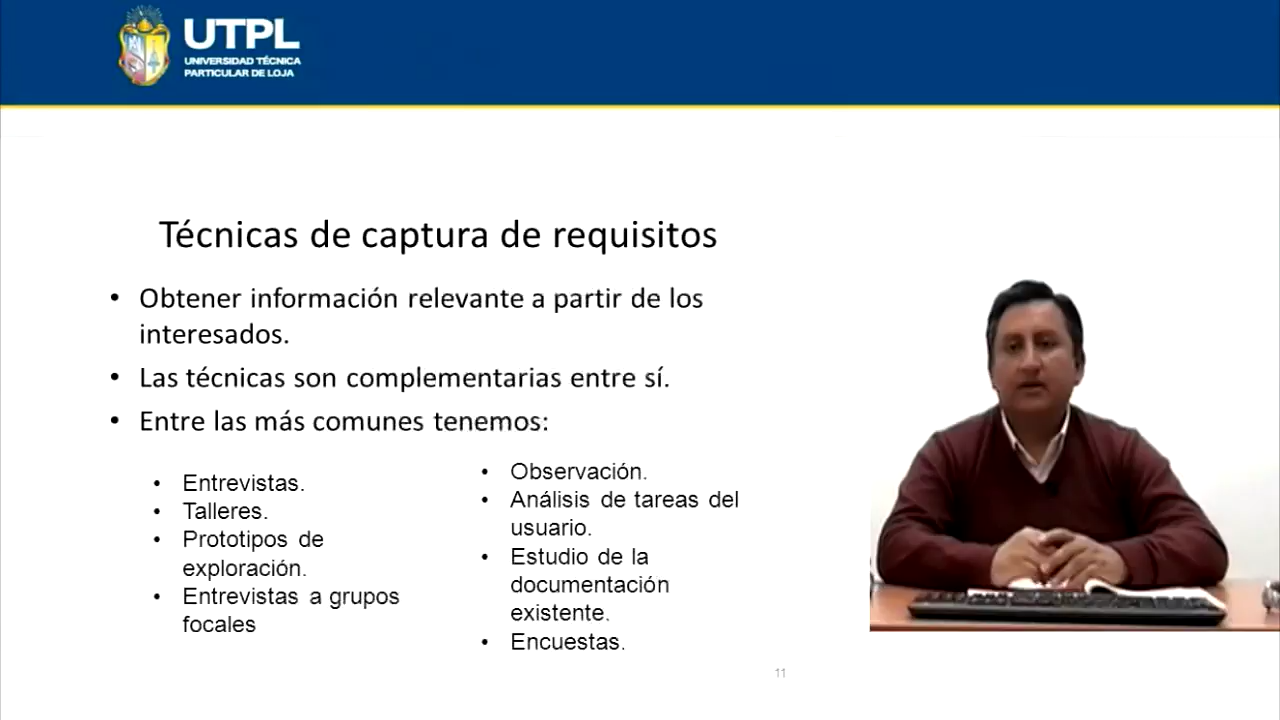 UTPL
UNIVERSIDAD TÉCNICA
PARTICULAR DE LOJA
Técnicas de captura de requisitos
• Obtener información relevante a partir de los
interesados.
• Las técnicas son complementarias entre sí.
• Entre las más comunes tenemos:
• Entrevistas.
• Talleres.
• Prototipos de
exploración.
• Entrevistas a grupos
focales
• Observación.
• Análisis de tareas del
usuario.
• Estudio de la
documentación
existente.
• Encuestas.
11